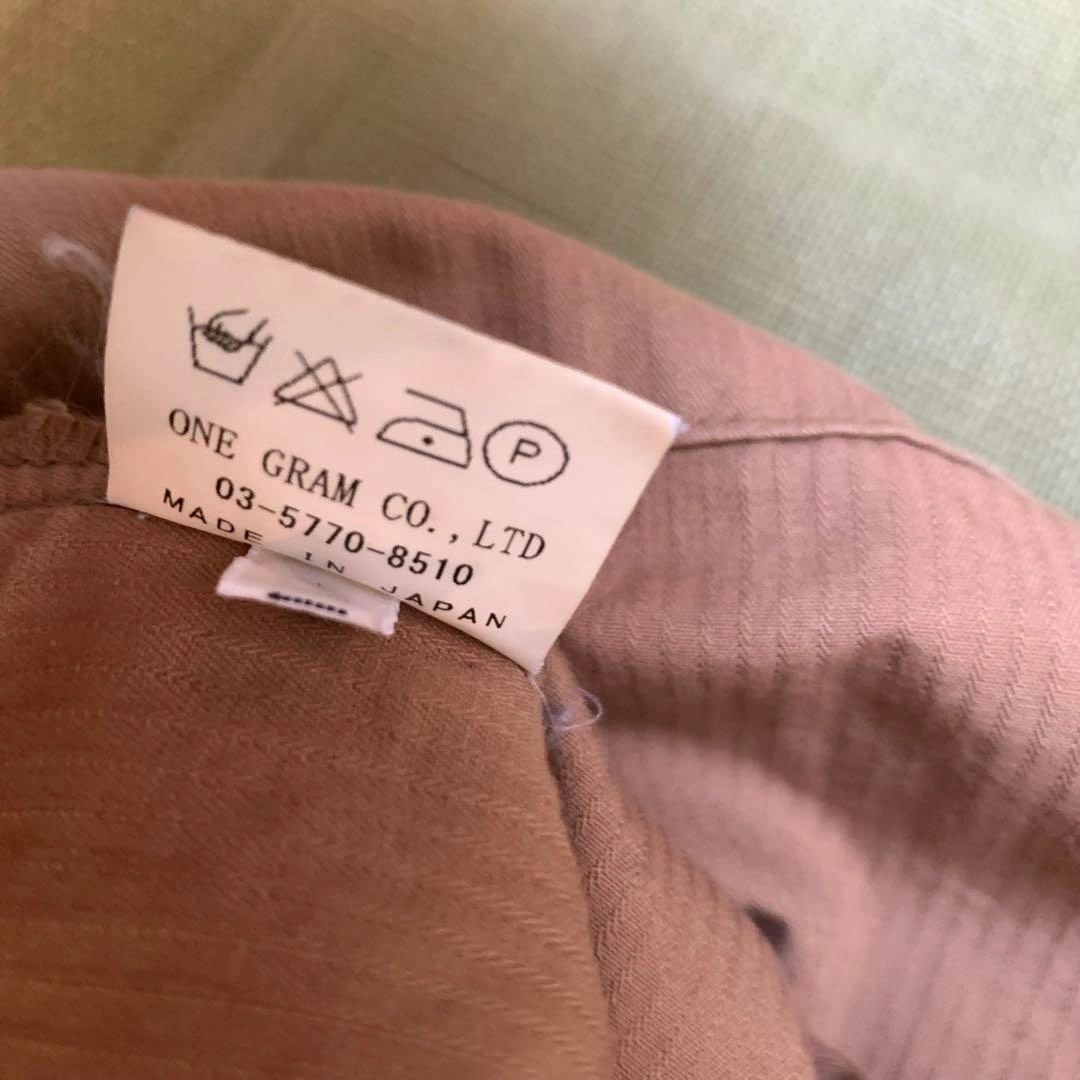 P
ONE GRAM CO.,LTD
03-5770-8510
MADE IN JAPAN